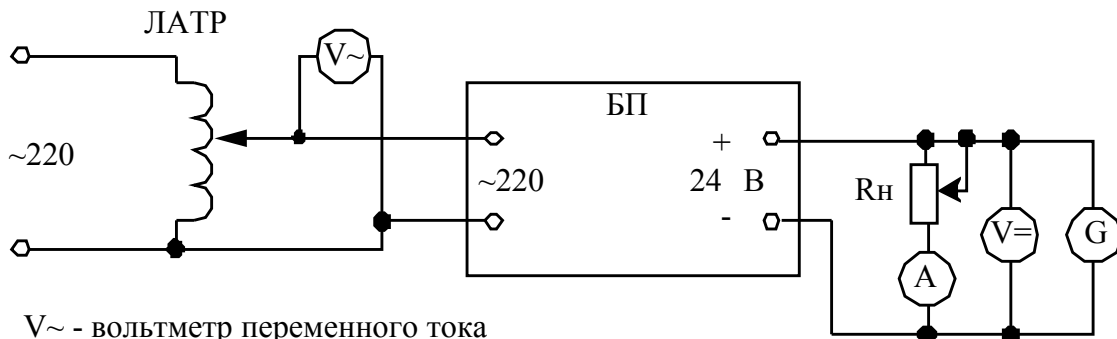 ЛАТР
V~
БП
~220
~220
+
24 В
-
Rн
A
V=
G
V~ - вольтметр переменного тока